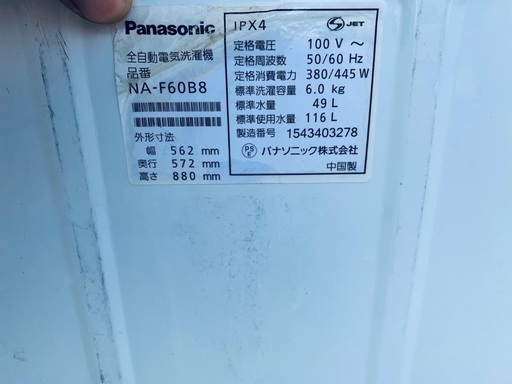 Panasonic
全自動電気洗濯機
品番
NA-F60B8
外形寸法
幅 562 mm
奥行 572 mm
高さ 880 mm
IPX4
S JET
定格電圧 100 V ~
定格周波数 50/60 Hz
定格消費電力 380/445 W
標準洗濯容量 6.0 kg
標準水量 49 L
標準使用水量 116 L
製造番号 1543403278
PS E パナソニック株式会社
中国製